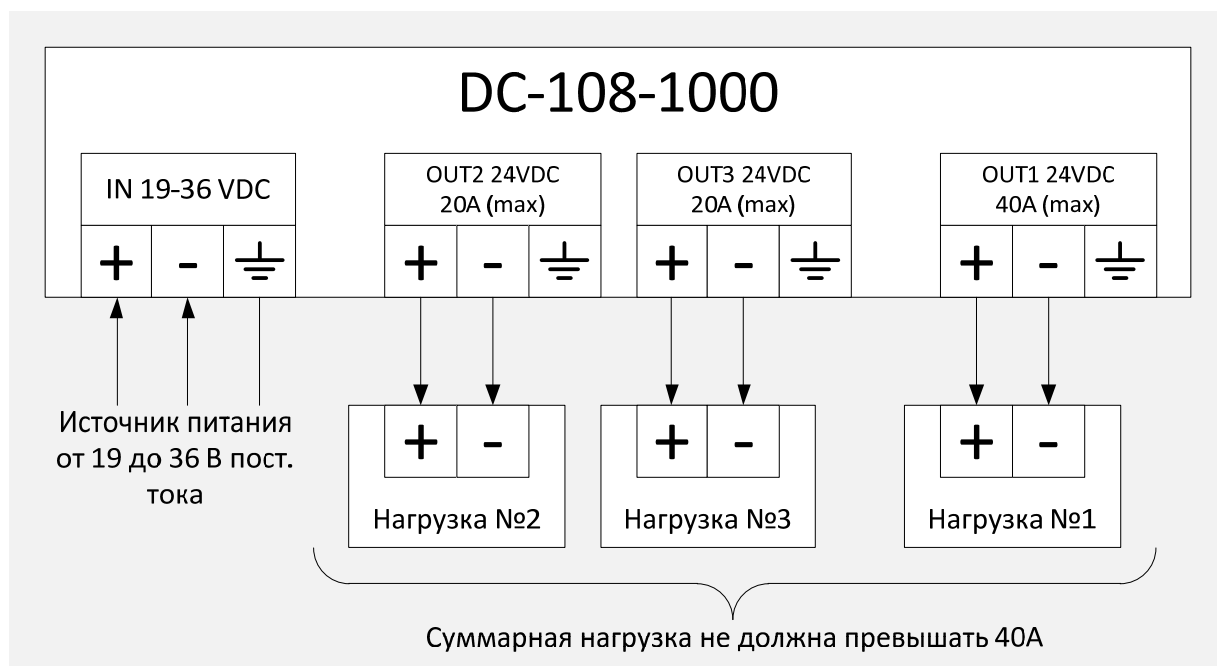 DC-108-1000
IN 19-36 VDC
OUT2 24VDC
20A (max)
OUT3 24VDC
20A (max)
OUT1 24VDC
40A (max)
+ -
+ -
+ -
+ -
Источник питания
от 19 до 36 В пост.
тока
+ -
Нагрузка №2
+ -
Нагрузка №3
+ -
Нагрузка №1
Суммарная нагрузка не должна превышать 40А